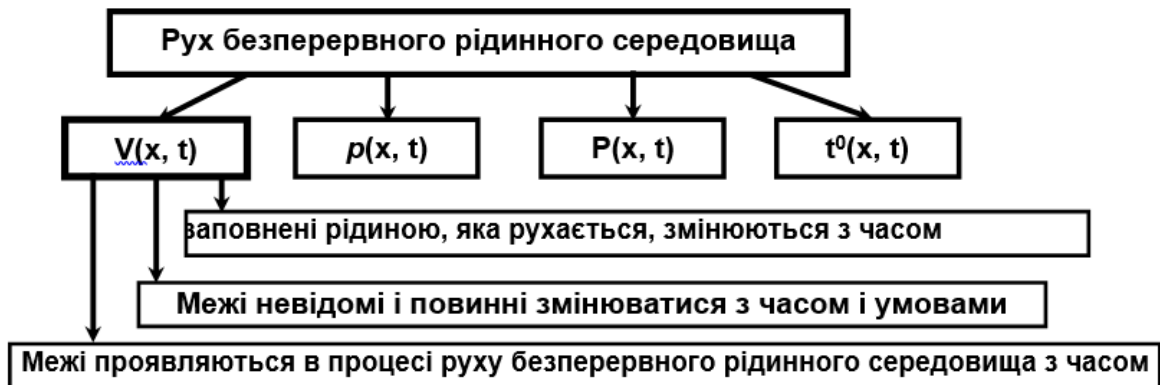 Рух безперервного рідинного середовища
V(x, t)
p(x, t)
P(x, t)
t⁰(x, t)
заповнені рідиною, яка рухається, змінюються з часом
Межі невідомі і повинні змінюватися з часом і умовами
Межі проявляються в процесі руху безперервного рідинного середовища з часом